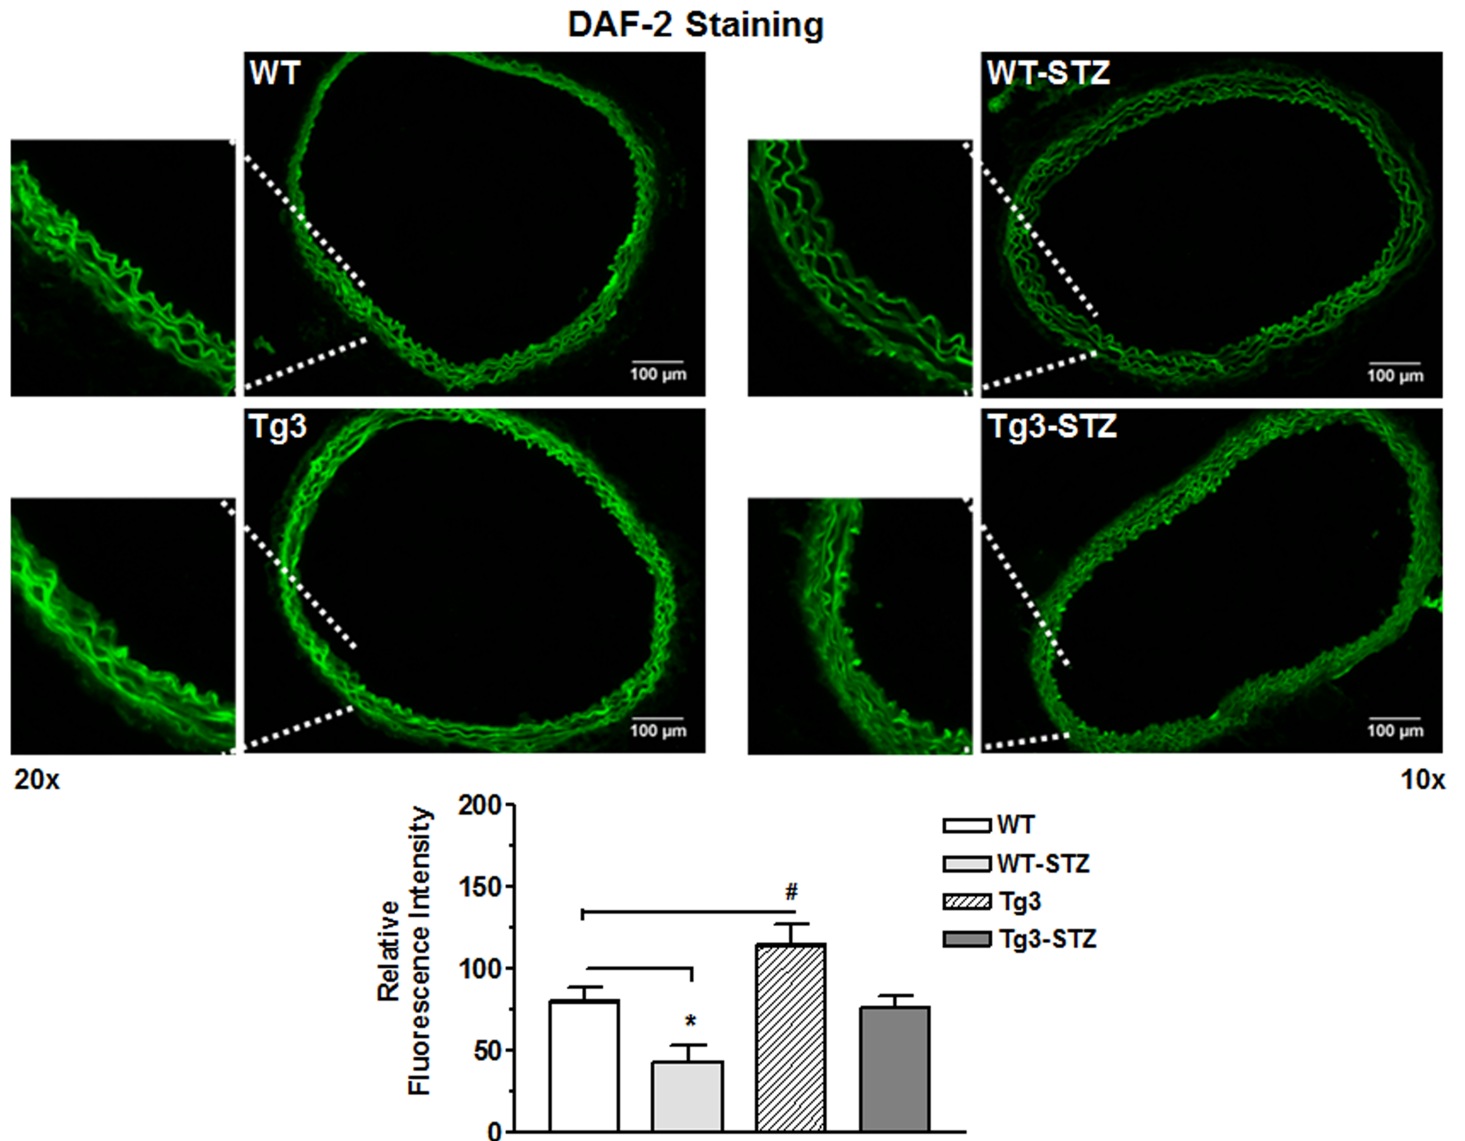 DAF-2 Staining
WT
WT-STZ
100 µm
100 µm
Tg3
Tg3-STZ
100 µm
100 µm
20x
10x
Relative
Fluorescence Intensity
200
150
100
50
0
#
*
WT
WT-STZ
Tg3
Tg3-STZ